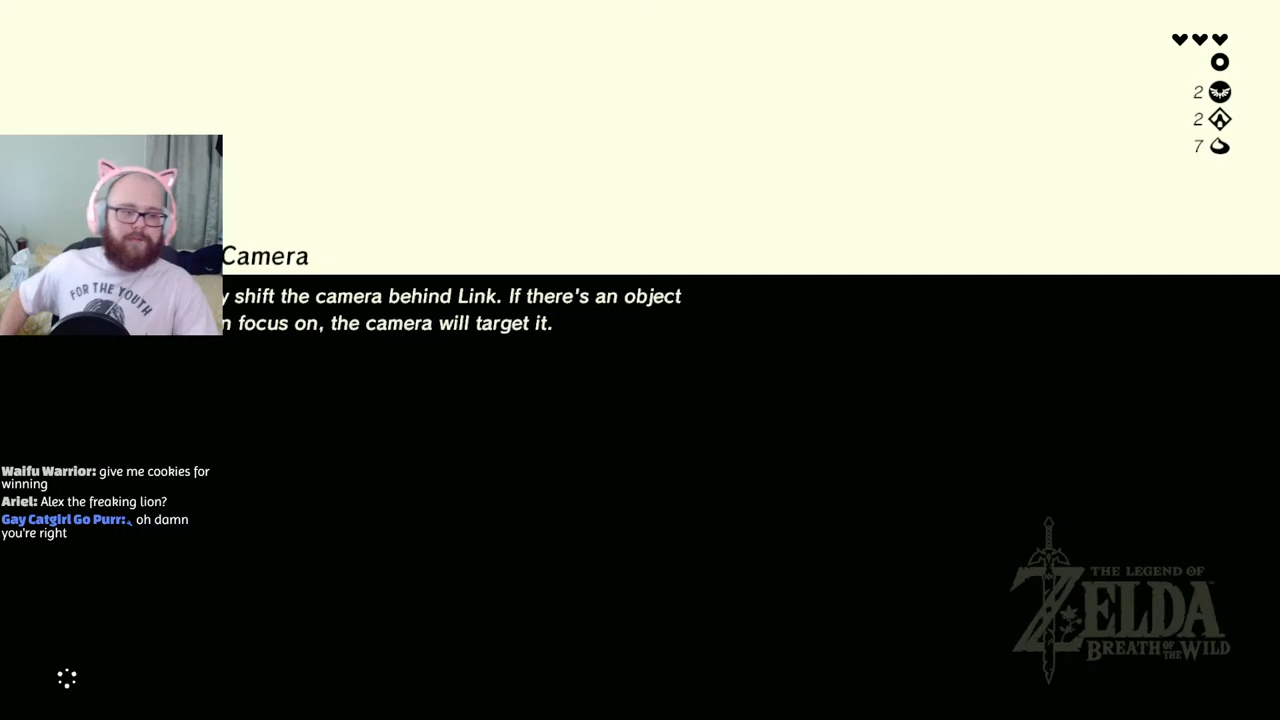 2
2
7
Camera
shift the camera behind Link. If there's an object
focus on, the camera will target it.
FOR THE YOUTH
Waifu Warrior: give me cookies for
winning
Ariel: Alex the freaking lion?
Gay Catgirl Go Purr: oh damn
you're right
THE LEGEND OF
ZELDA
BREATH OF THE WILD